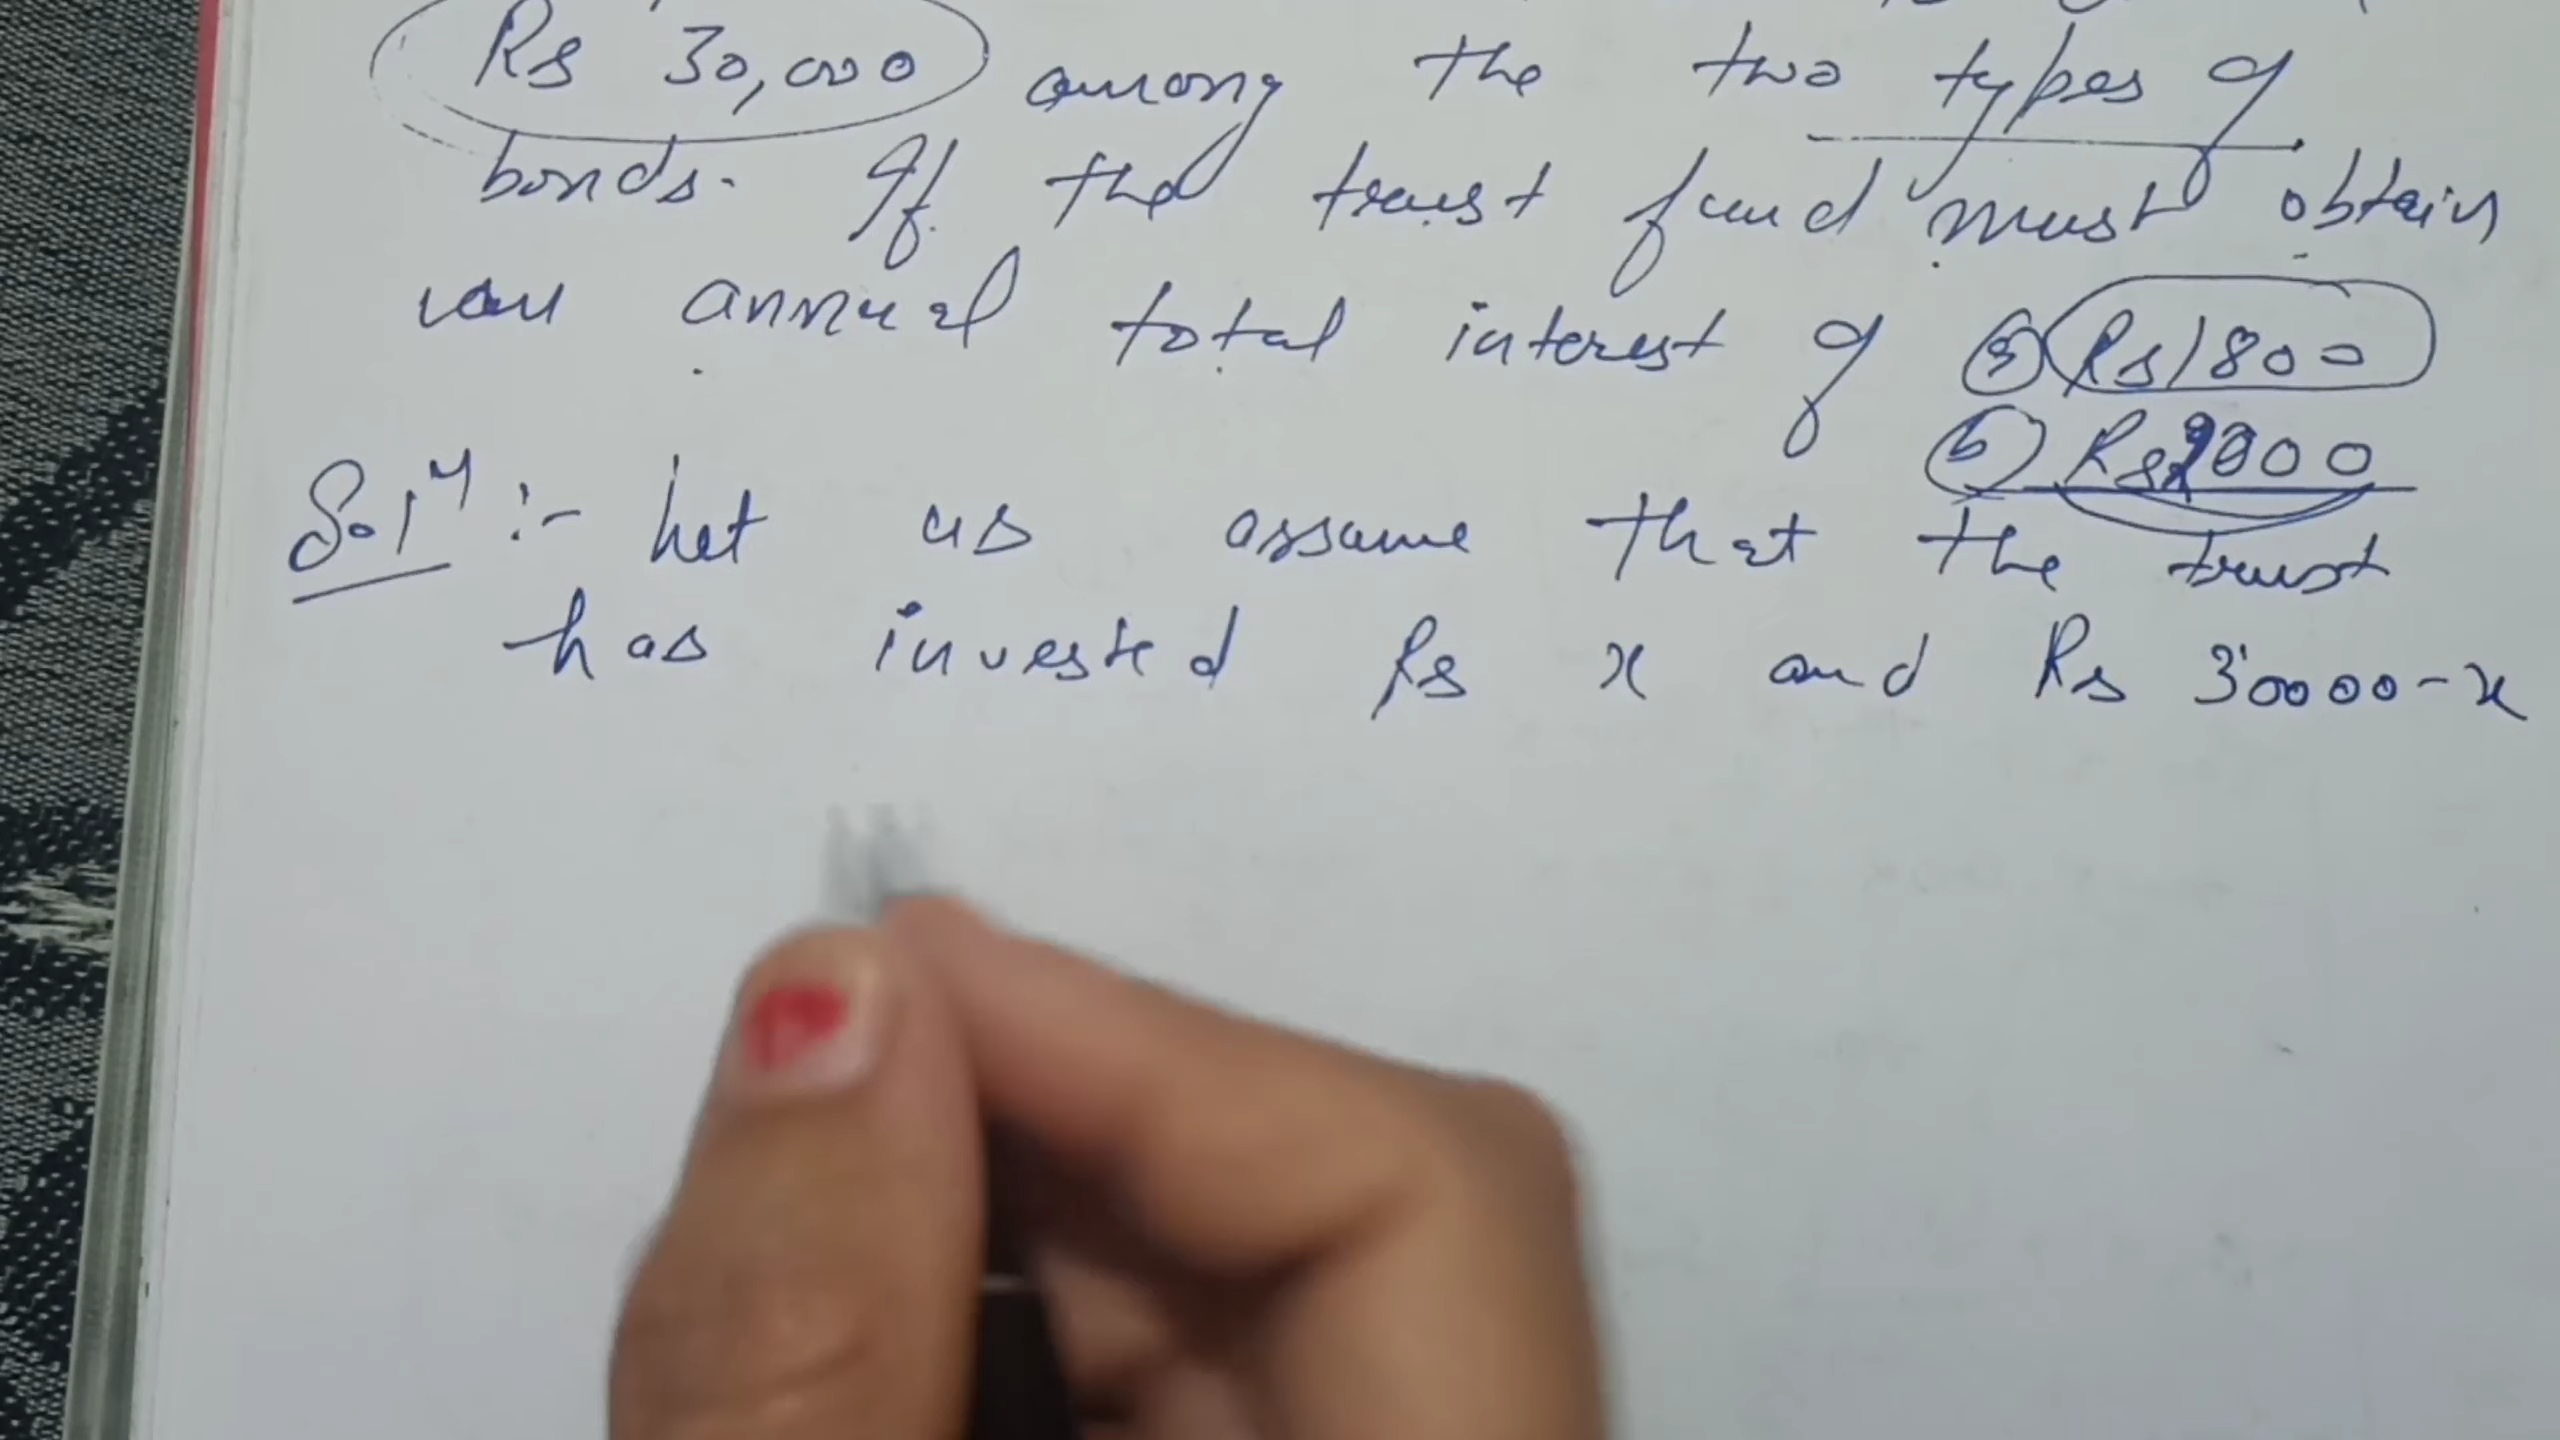 Rs 30,000 among the two types of
bonds. If the trust fund must obtain
an annual total interest of (a) Rs 1800
(b) Rs 2000
Solⁿ :- Let us assume that the trust
has invested Rs x and Rs 30000-x